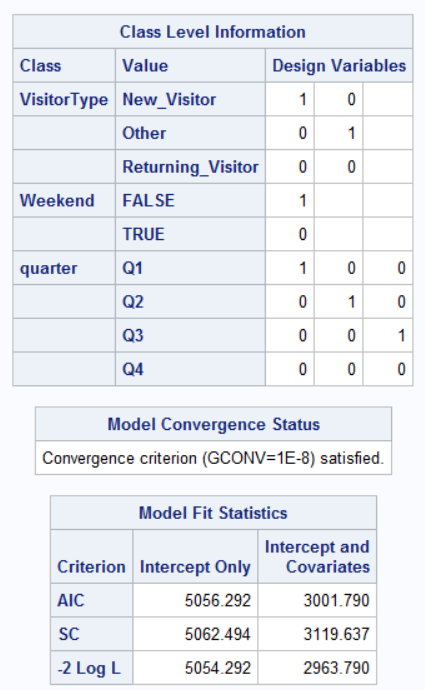 Class Level Information
Class Value Design Variables
VisitorType New_Visitor 1 0
Other 0 1
Returning_Visitor 0 0
Weekend FALSE 1
TRUE 0
quarter Q1 1 0 0
Q2 0 1 0
Q3 0 0 1
Q4 0 0 0
Model Convergence Status
Convergence criterion (GCONV=1E-8) satisfied.
Model Fit Statistics
Criterion Intercept Only Intercept and
Covariates
AIC 5056.292 3001.790
SC 5062.494 3119.637
-2 Log L 5054.292 2963.790